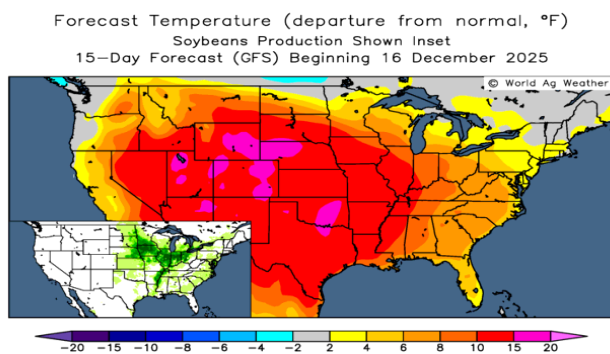 Forecast Temperature (departure from normal, °F)
Soybeans Production Shown Inset
15-Day Forecast (GFS) Beginning 16 December 2025
© World Ag Weather
-20 -15 -10 -8 -6 -4 -2 2 4 6 8 10 15 20